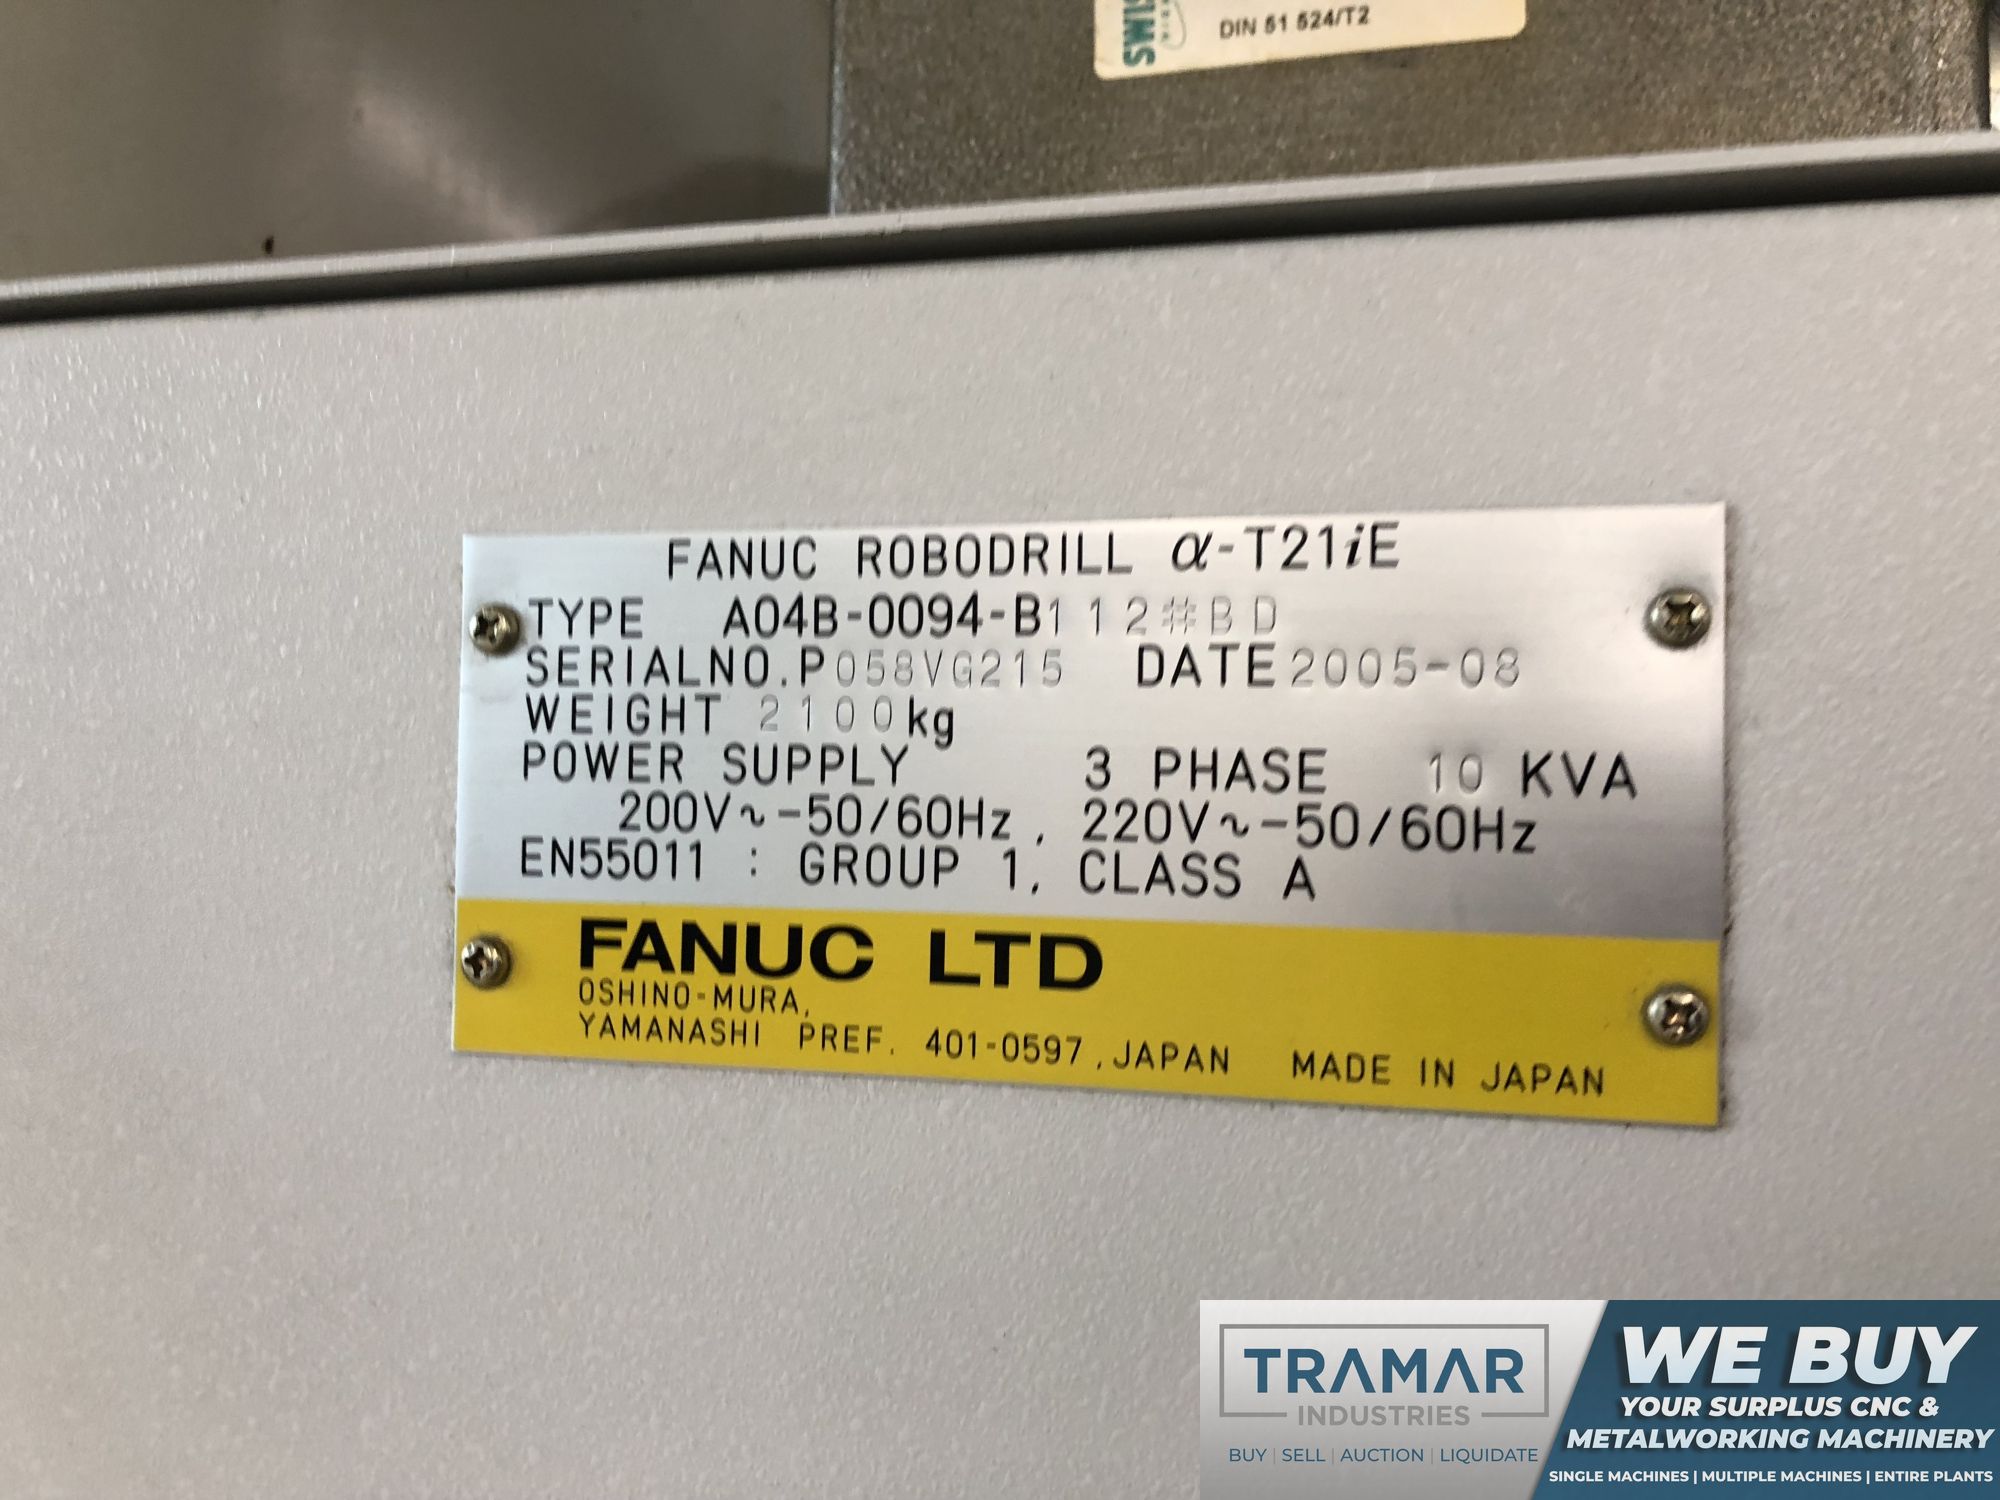 DIN 51 524/T2
FANUC ROBODRILL α-T21iE
TYPE A04B-0094-B112#BD
SERIALNO.P058VG215 DATE2005-08
WEIGHT 2100kg
POWER SUPPLY 3 PHASE 10 KVA
200V~-50/60Hz, 220V~-50/60Hz
EN55011 : GROUP 1, CLASS A
FANUC LTD
OSHINO-MURA,
YAMANASHI PREF. 401-0597, JAPAN MADE IN JAPAN
TRAMAR
INDUSTRIES
BUY | SELL | AUCTION | LIQUIDATE
WE BUY
YOUR SURPLUS CNC &
METALWORKING MACHINERY
SINGLE MACHINES | MULTIPLE MACHINES | ENTIRE PLANTS